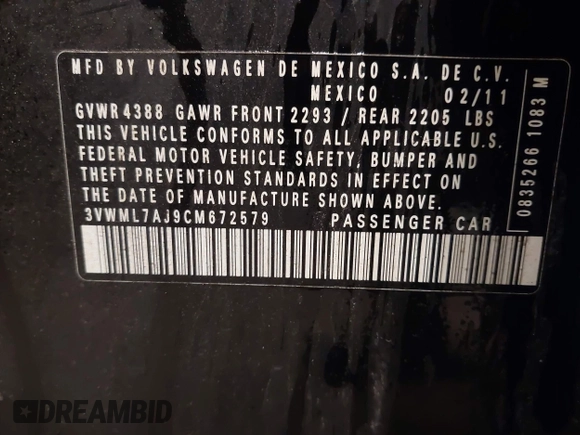 MFD BY VOLKSWAGEN DE MEXICO S.A. DE C.V.
MEXICO 02/11
GVWR 4388 GAWR FRONT 2293 / REAR 2205 LBS
THIS VEHICLE CONFORMS TO ALL APPLICABLE U.S.
FEDERAL MOTOR VEHICLE SAFETY, BUMPER AND
THEFT PREVENTION STANDARDS IN EFFECT ON
THE DATE OF MANUFACTURE SHOWN ABOVE.
3VWML7AJ9CM672579 PASSENGER CAR
0835266 1083 M
DREAMBID